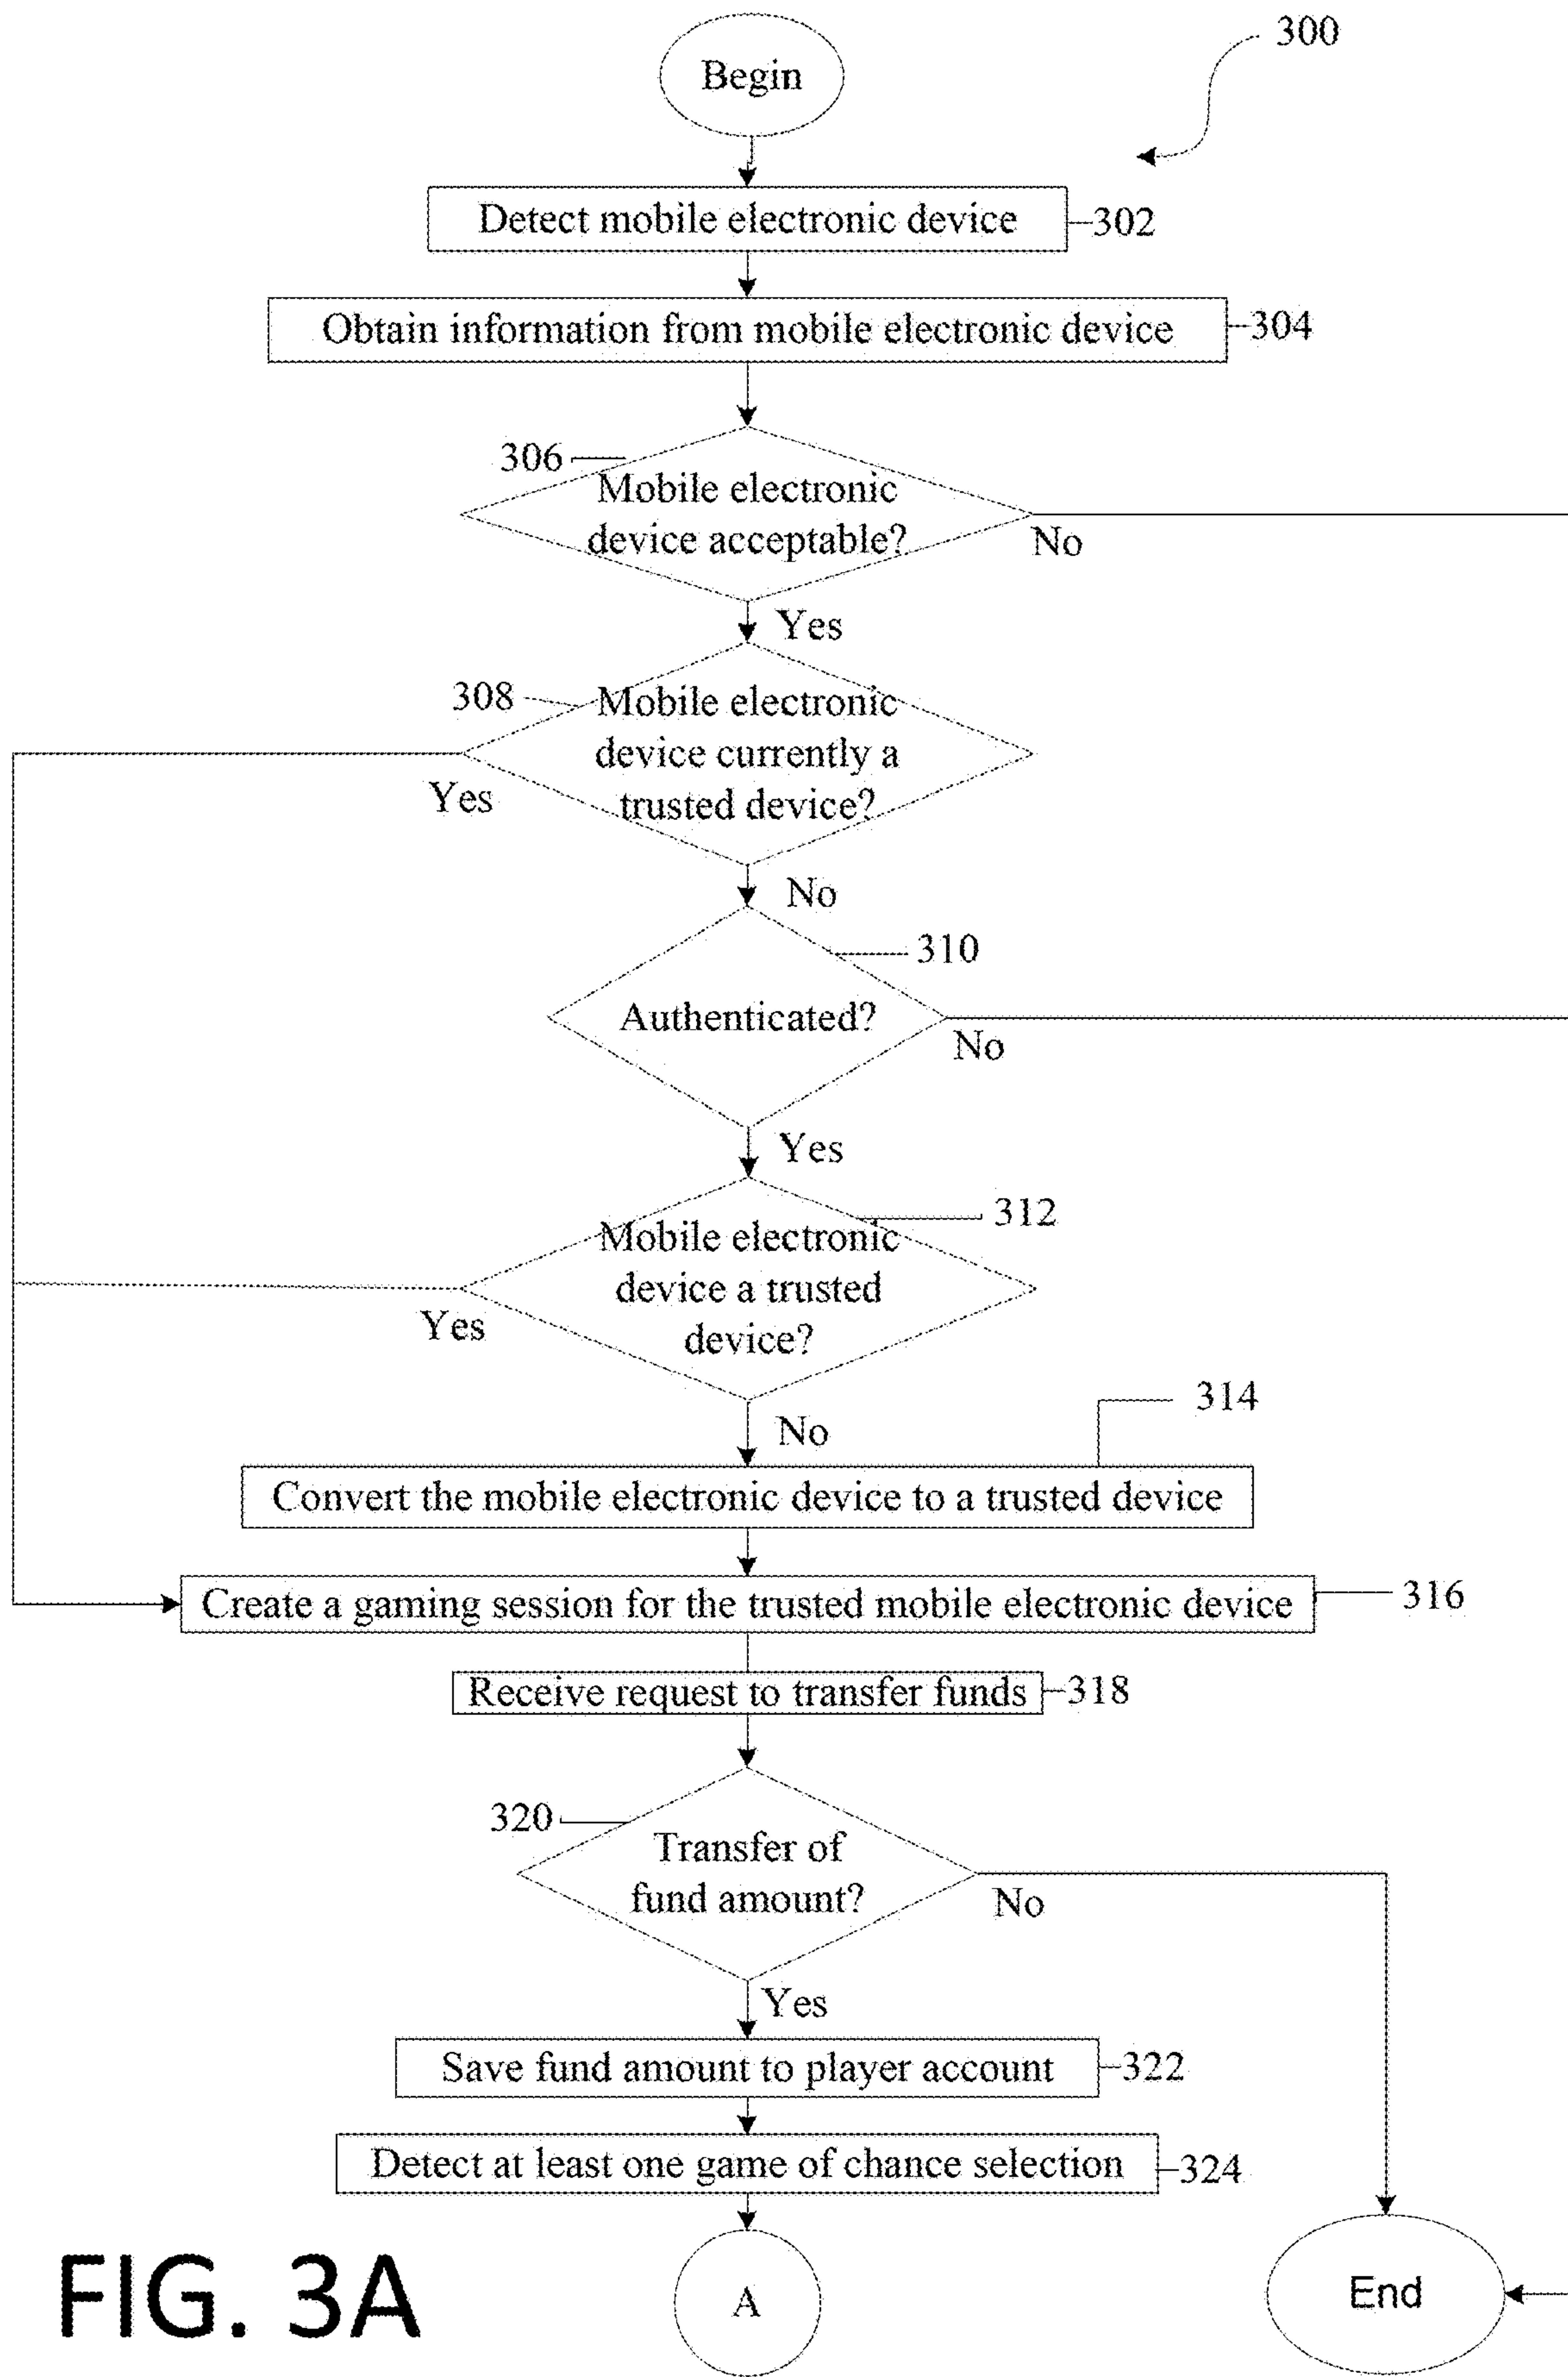 300
Begin
Detect mobile electronic device
302
Obtain information from mobile electronic device
304
306
Mobile electronic
device acceptable?
No
Yes
308
Mobile electronic
device currently a
trusted device?
Yes
No
310
Authenticated?
No
Yes
312
Mobile electronic
device a trusted
device?
Yes
No
314
Convert the mobile electronic device to a trusted device
Create a gaming session for the trusted mobile electronic device
316
Receive request to transfer funds
318
320
Transfer of
fund amount?
No
Yes
Save fund amount to player account
322
Detect at least one game of chance selection
324
A
End
FIG. 3A